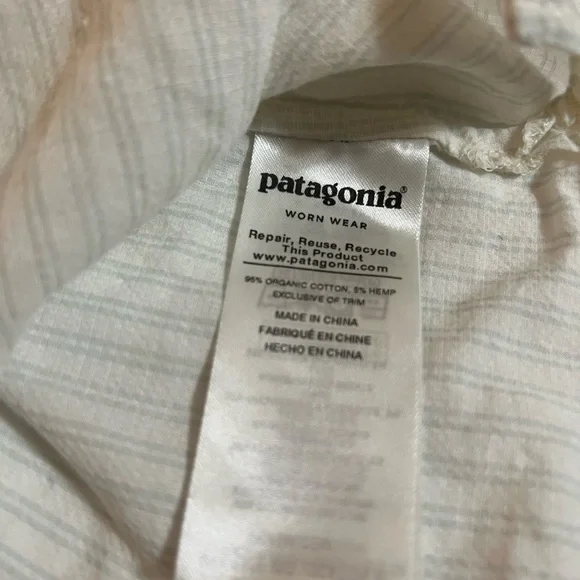 patagonia®
WORN WEAR
Repair, Reuse, Recycle
This Product
www.patagonia.com
95% ORGANIC COTTON, 5% HEMP
EXCLUSIVE OF TRIM
MADE IN CHINA
FABRIQUÉ EN CHINE
HECHO EN CHINA